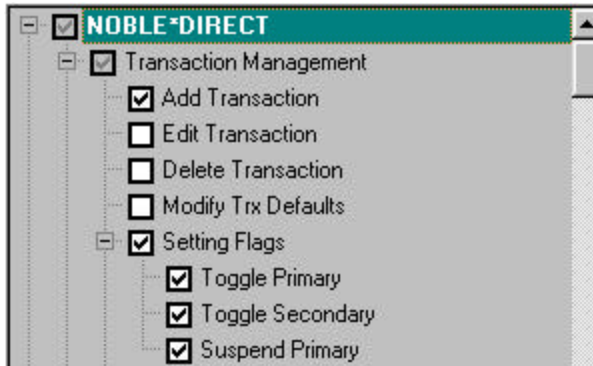 NOBLE*DIRECT
Transaction Management
Add Transaction
Edit Transaction
Delete Transaction
Modify Trx Defaults
Setting Flags
Toggle Primary
Toggle Secondary
Suspend Primary